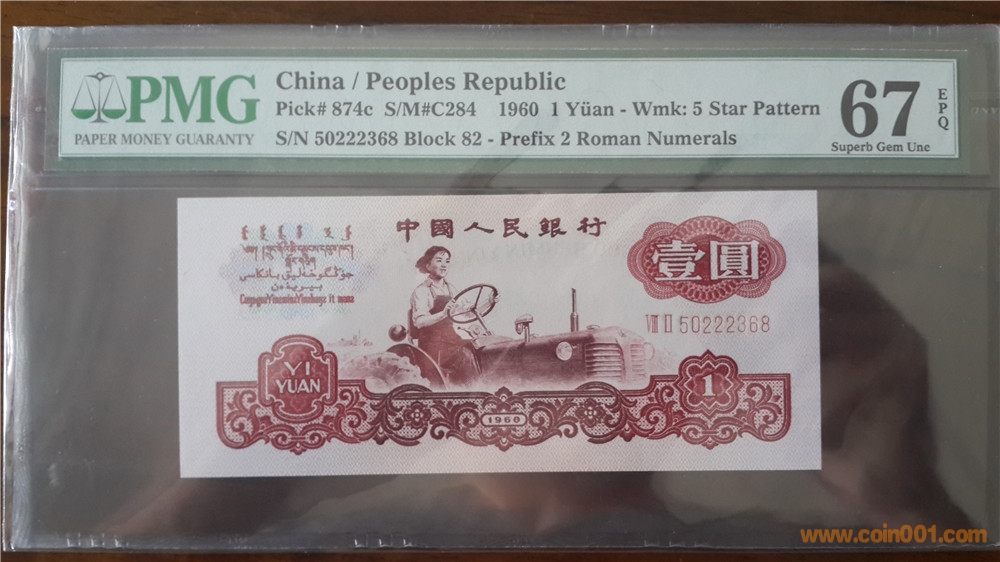 PMG
PAPER MONEY GUARANTY
China / Peoples Republic
Pick# 874c S/M#C284 1960 1 Yüan - Wmk: 5 Star Pattern
S/N 50222368 Block 82 - Prefix 2 Roman Numerals
67
EPQ
Superb Gem Unc
中國人民銀行
壹圓
VIII II 50222368
YI
YUAN
1960
1
www.coin001.com